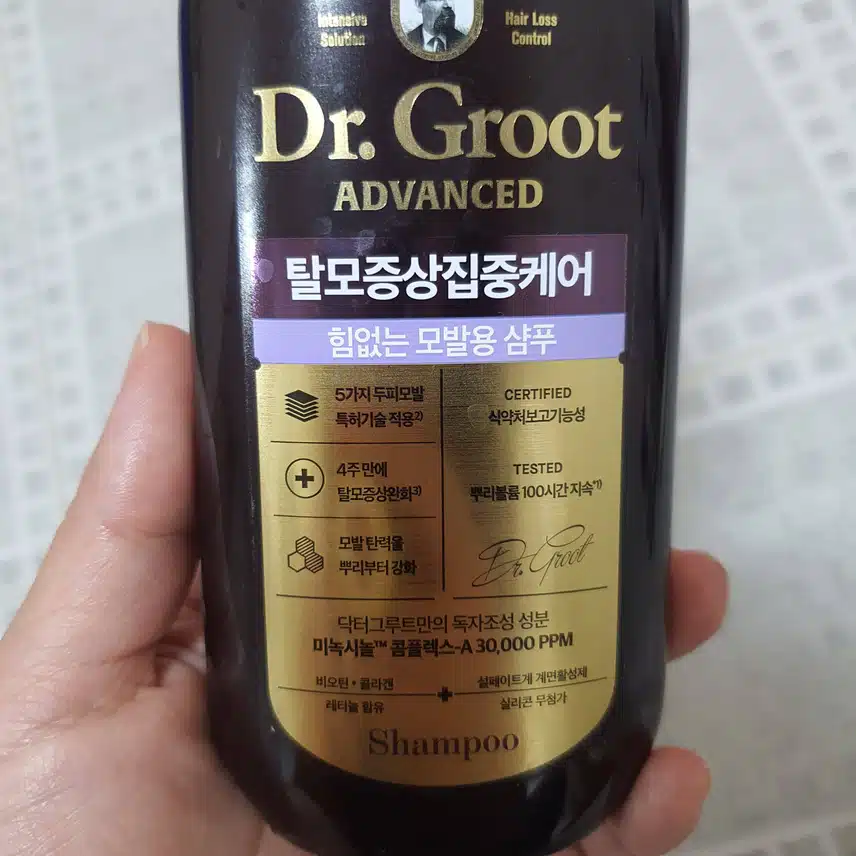 Intensive
Solution
Hair Loss
Control
Dr. Groot
ADVANCED
탈모증상집중케어
힘없는 모발용 샴푸
5가지 두피모발
특허기술 적용2)
4주 만에
탈모증상완화3)
모발 탄력을
뿌리부터 강화
CERTIFIED
식약처보고기능성
TESTED
뿌리볼륨 100시간 지속*1)
Dr. Groot
닥터그루트만의 독자조성 성분
미녹시놀™ 콤플렉스-A 30,000 PPM
비오틴 • 콜라겐
레티놀 함유
설페이트계 계면활성제
실리콘 무첨가
Shampoo